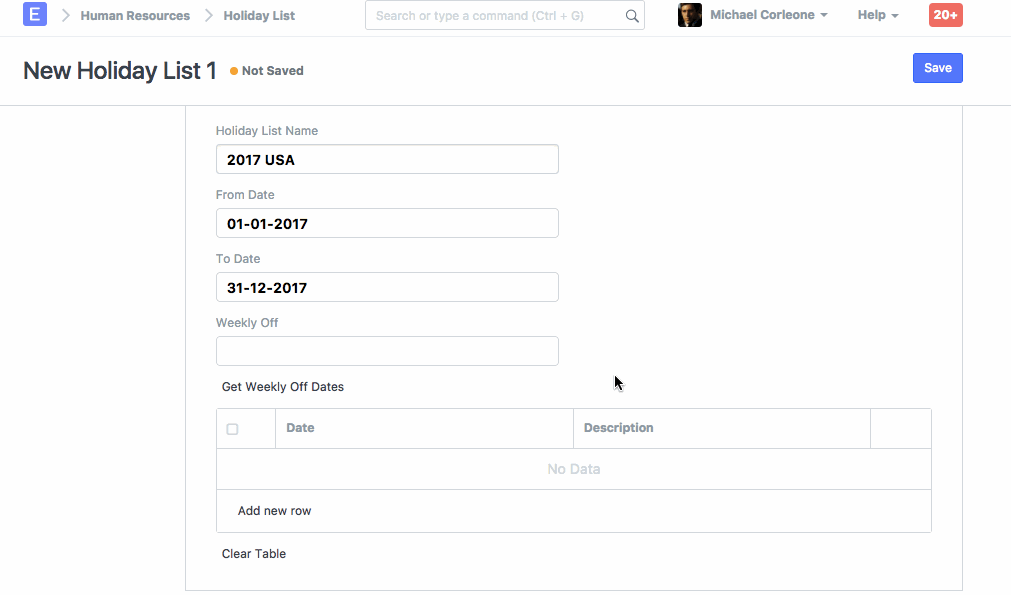 E Human Resources Holiday List Search or type a command (Ctrl + G) Michael Corleone Help 20+
New Holiday List 1 Not Saved Save
Holiday List Name
2017 USA
From Date
01-01-2017
To Date
31-12-2017
Weekly Off
Get Weekly Off Dates
Date Description
No Data
Add new row
Clear Table